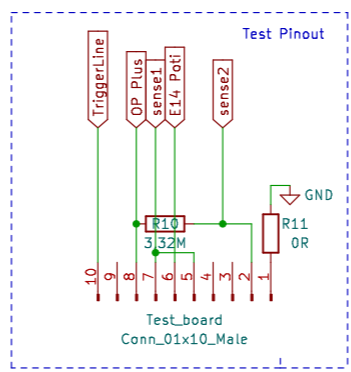 Test Pinout
TriggerLine
OP Plus
sense1
E14 Poti
sense2
GND
R10
3.32M
R11
0R
10
9
8
7
6
5
4
3
2
1
Test_board
Conn_01x10_Male